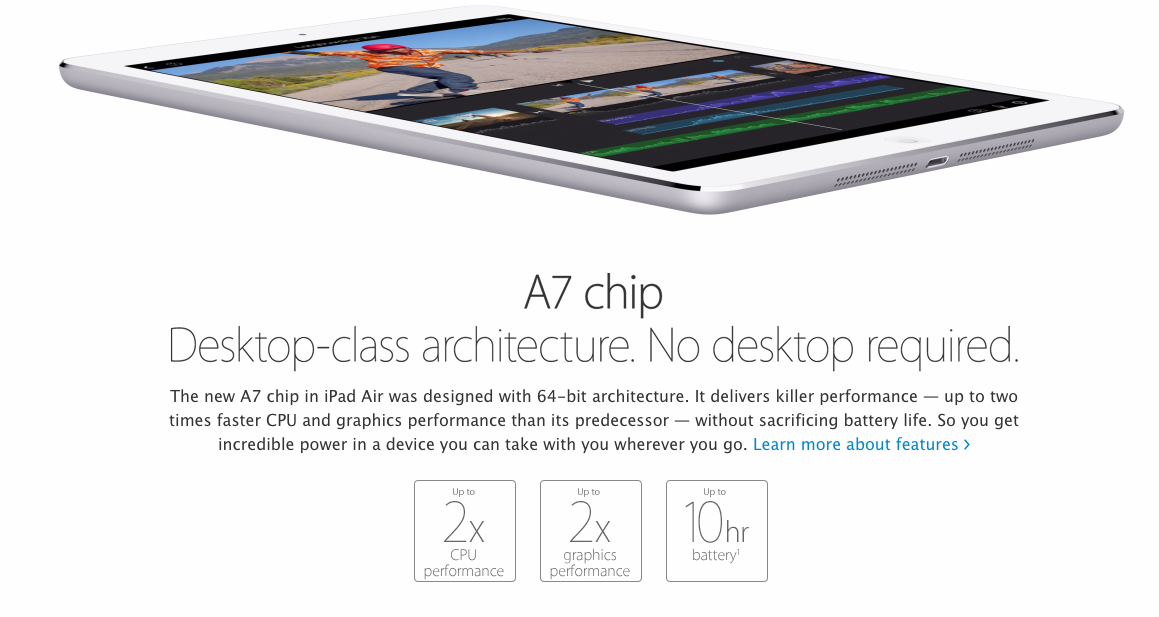 A7 chip
Desktop-class architecture. No desktop required.
The new A7 chip in iPad Air was designed with 64-bit architecture. It delivers killer performance — up to two
times faster CPU and graphics performance than its predecessor — without sacrificing battery life. So you get
incredible power in a device you can take with you wherever you go. Learn more about features >
Up to
2x
CPU
performance
Up to
2x
graphics
performance
Up to
10hr
battery¹